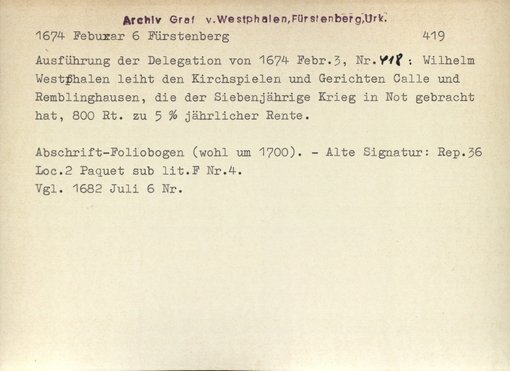 Archiv Graf v.Westphalen,Fürstenberg,Urk.
1674 Febuxar 6 Fürstenberg 419
Ausführung der Delegation von 1674 Febr.3, Nr.418: Wilhelm
Westphalen leiht den Kirchspielen und Gerichten Calle und
Remblinghausen, die der Siebenjährige Krieg in Not gebracht
hat, 800 Rt. zu 5 % jährlicher Rente.
Abschrift-Foliobogen (wohl um 1700). - Alte Signatur: Rep.36
Loc.2 Paquet sub lit.F Nr.4.
Vgl. 1682 Juli 6 Nr.